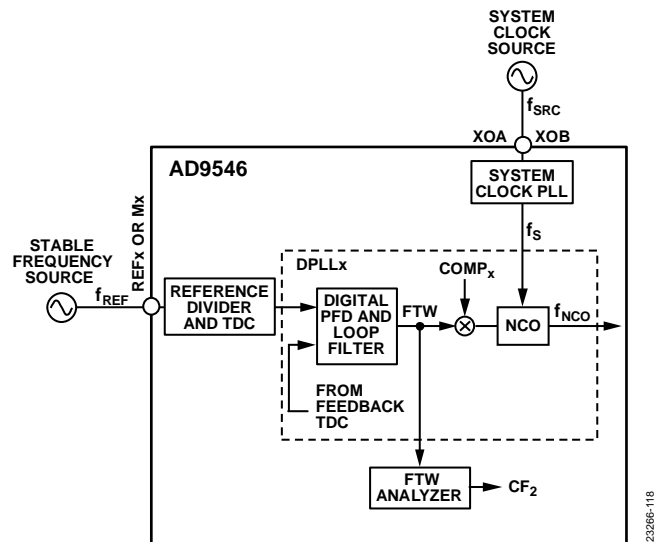 SYSTEM
CLOCK
SOURCE
fSRC
XOA
XOB
AD9546
SYSTEM
CLOCK PLL
fS
REFx OR Mx
STABLE
FREQUENCY
SOURCE
fREF
REFERENCE
DIVIDER
AND TDC
DPLLx
DIGITAL
PFD AND
LOOP
FILTER
FTW
COMPx
NCO
fNCO
FROM
FEEDBACK
TDC
FTW
ANALYZER
CF2
23266-118